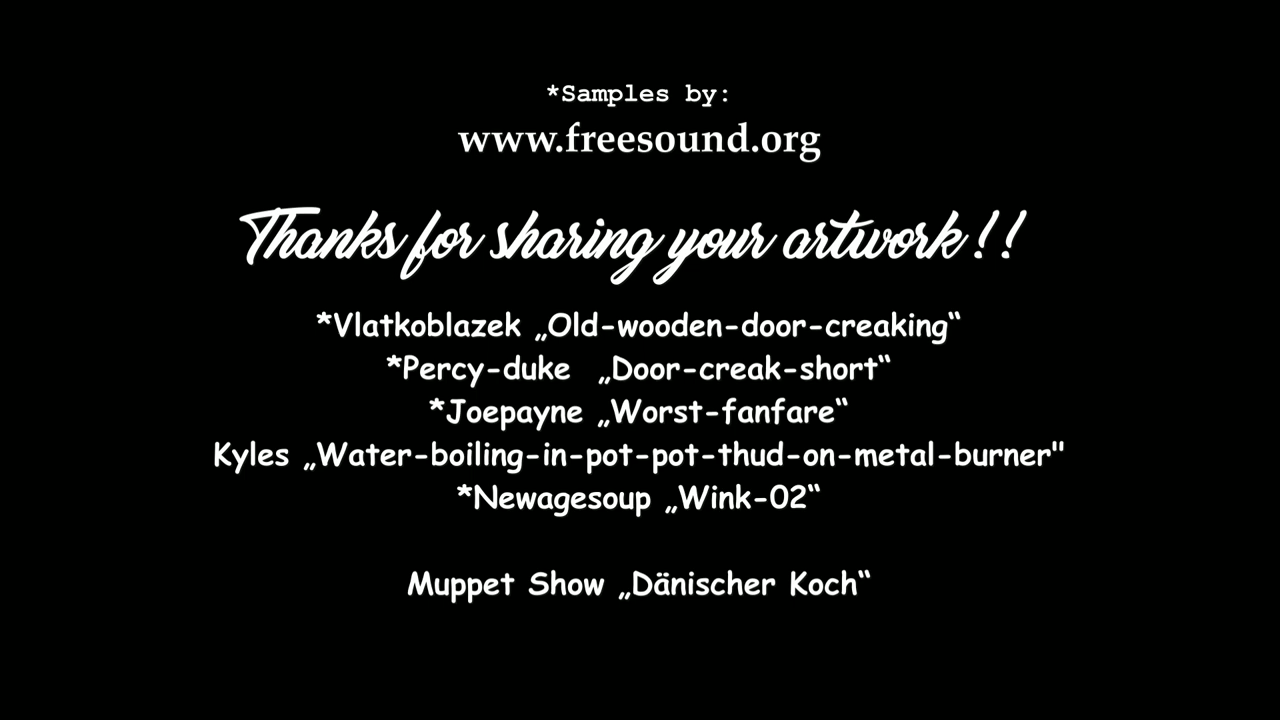 *Samples by:
www.freesound.org
Thanks for sharing your artwork!!
*Vlatkoblazek „Old-wooden-door-creaking“
*Percy-duke „Door-creak-short“
*Joepayne „Worst-fanfare“
Kyles „Water-boiling-in-pot-pot-thud-on-metal-burner"
*Newagesoup „Wink-02“
Muppet Show „Dänischer Koch“